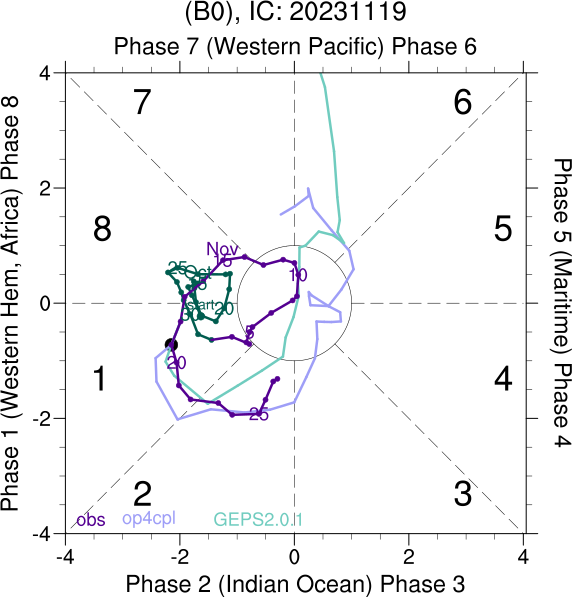 (B0), IC: 20231119
Phase 7 (Western Pacific) Phase 6
4
7
6
Phase 1 (Western Hem, Africa) Phase 8
Phase 5 (Maritime) Phase 4
2
8
5
Nov
15
25
Oct
10
start
20
5
0
20
1
4
25
-2
2
3
obs
op4cpl
GEPS2.0.1
-4
-4
-2
0
2
4
Phase 2 (Indian Ocean) Phase 3